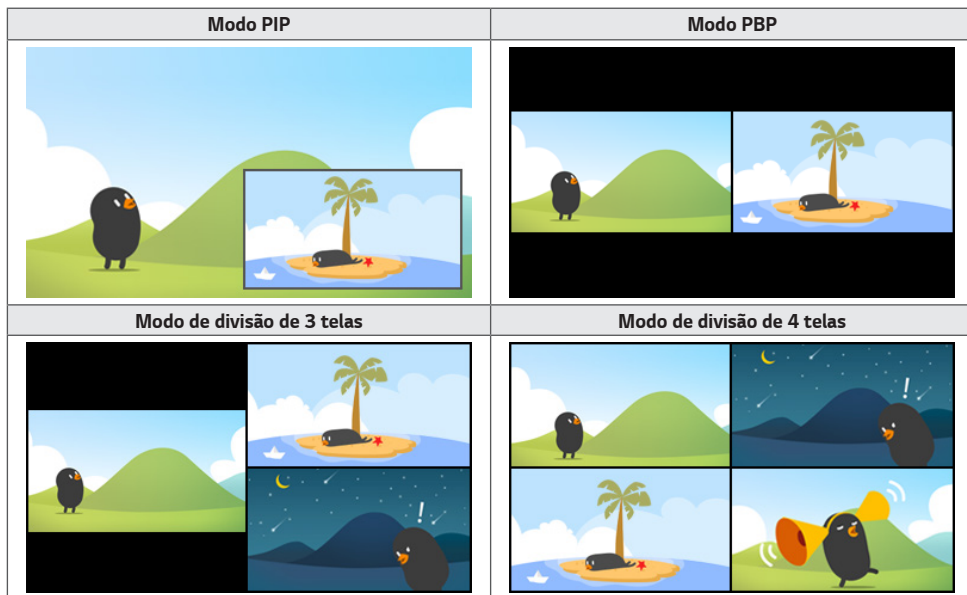 Modo PIP
Modo PBP
Modo de divisão de 3 telas
Modo de divisão de 4 telas